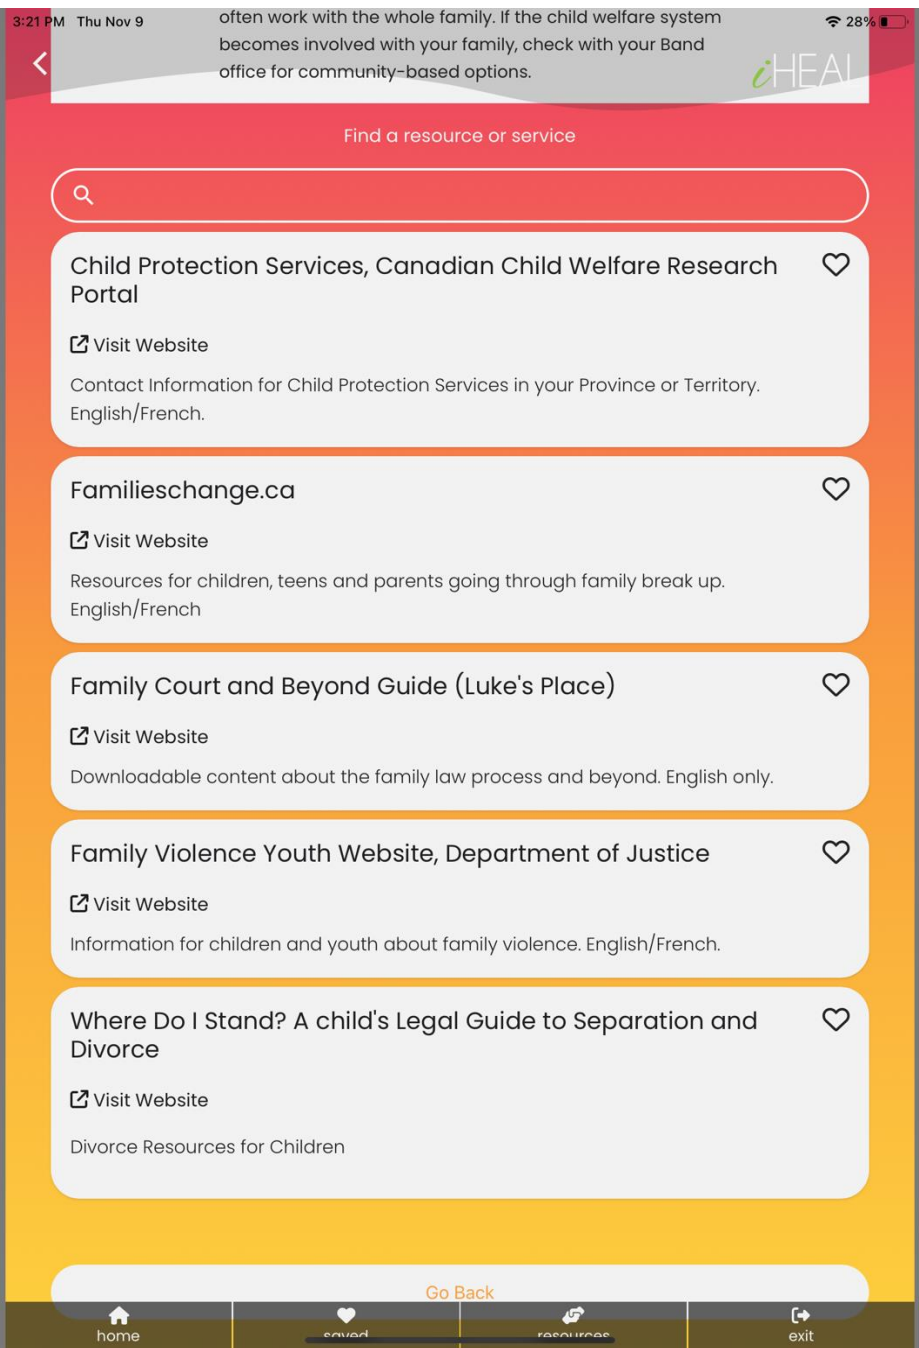 3:21 PM Thu Nov 9
28%
often work with the whole family. If the child welfare system
becomes involved with your family, check with your Band
office for community-based options.
iHEAL
Find a resource or service
Child Protection Services, Canadian Child Welfare Research
Portal
Visit Website
Contact Information for Child Protection Services in your Province or Territory.
English/French.
Familieschange.ca
Visit Website
Resources for children, teens and parents going through family break up.
English/French
Family Court and Beyond Guide (Luke's Place)
Visit Website
Downloadable content about the family law process and beyond. English only.
Family Violence Youth Website, Department of Justice
Visit Website
Information for children and youth about family violence. English/French.
Where Do I Stand? A child's Legal Guide to Separation and
Divorce
Visit Website
Divorce Resources for Children
Go Back
home saved resources exit